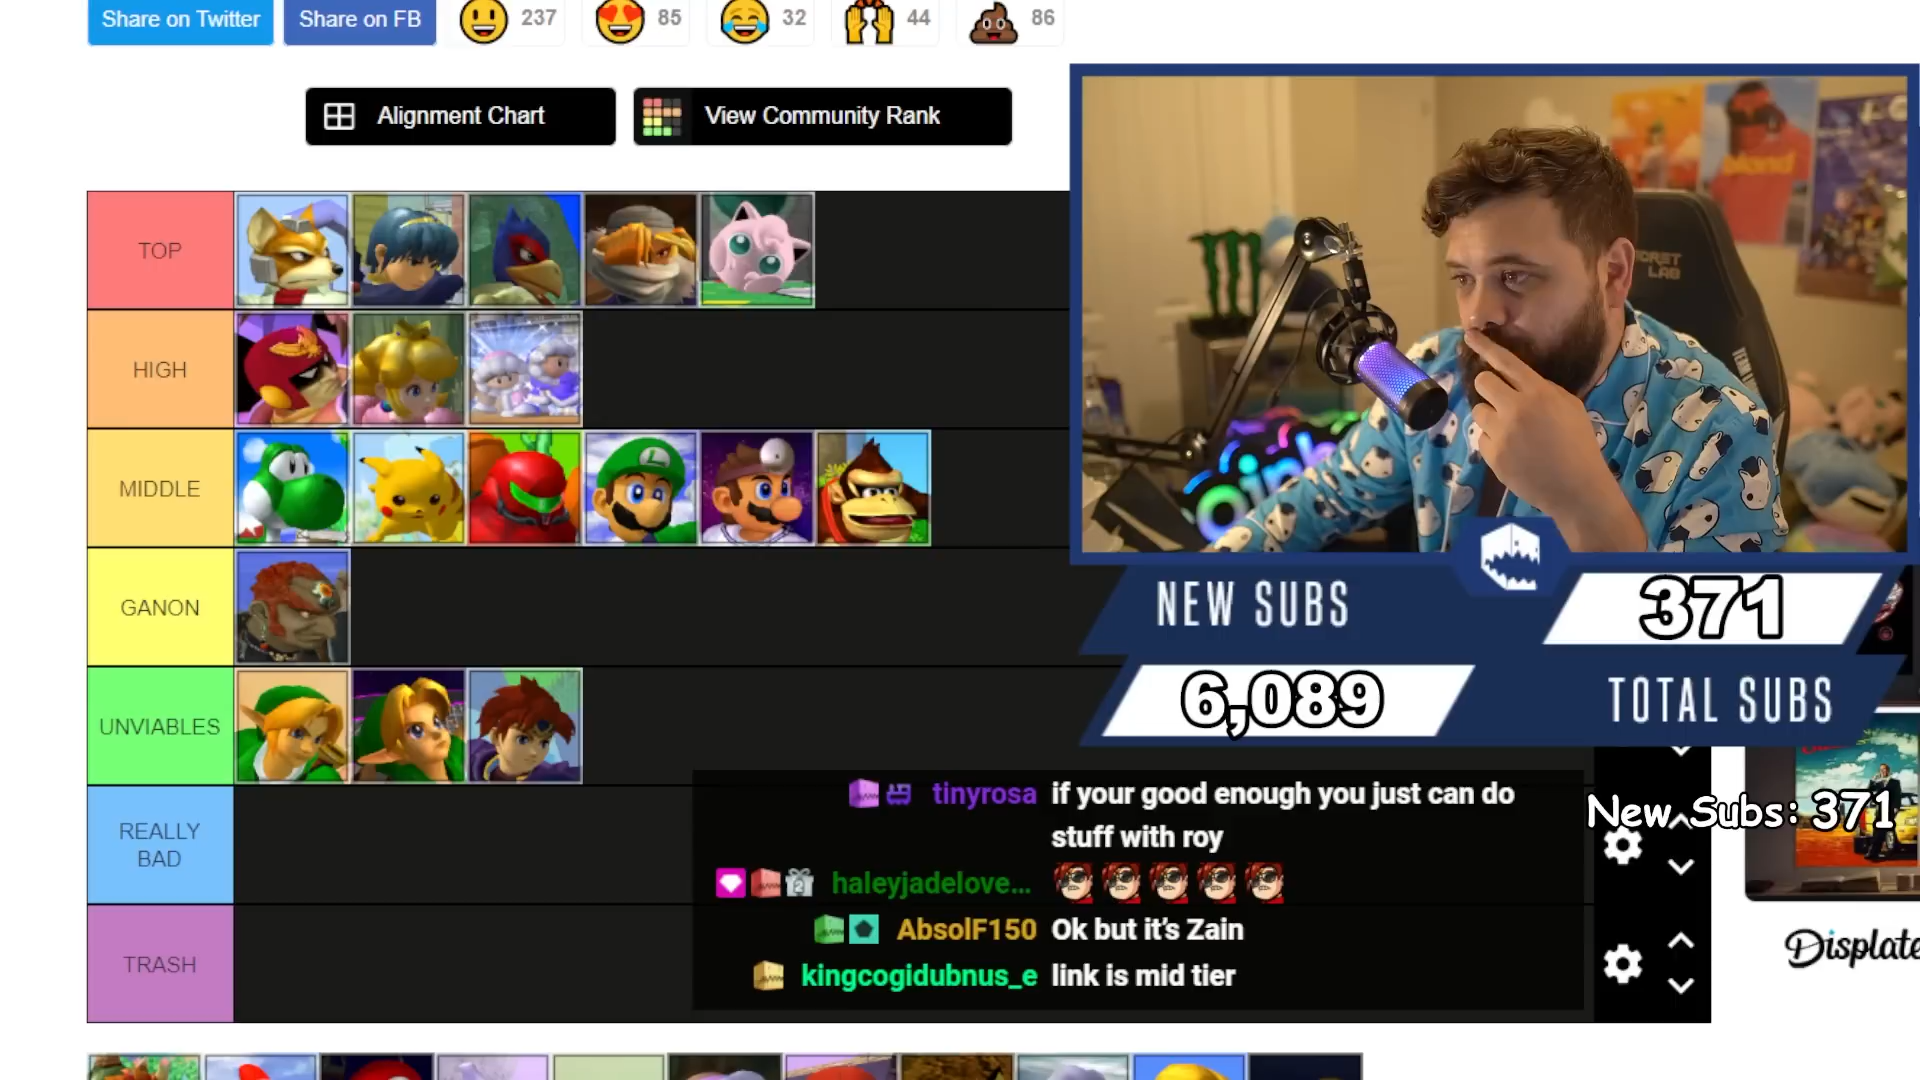 Share on Twitter
Share on FB
237
85
32
44
86
Alignment Chart
View Community Rank
TOP
HIGH
MIDDLE
GANON
UNVIABLES
REALLY
BAD
TRASH
blond
SECRET
LAB
NEW SUBS
371
6,089
TOTAL SUBS
New Subs: 371
tinyrosa if your good enough you just can do
stuff with roy
haleyjadelove...
AbsolF150 Ok but it's Zain
kingcogidubnus_e link is mid tier
Displate